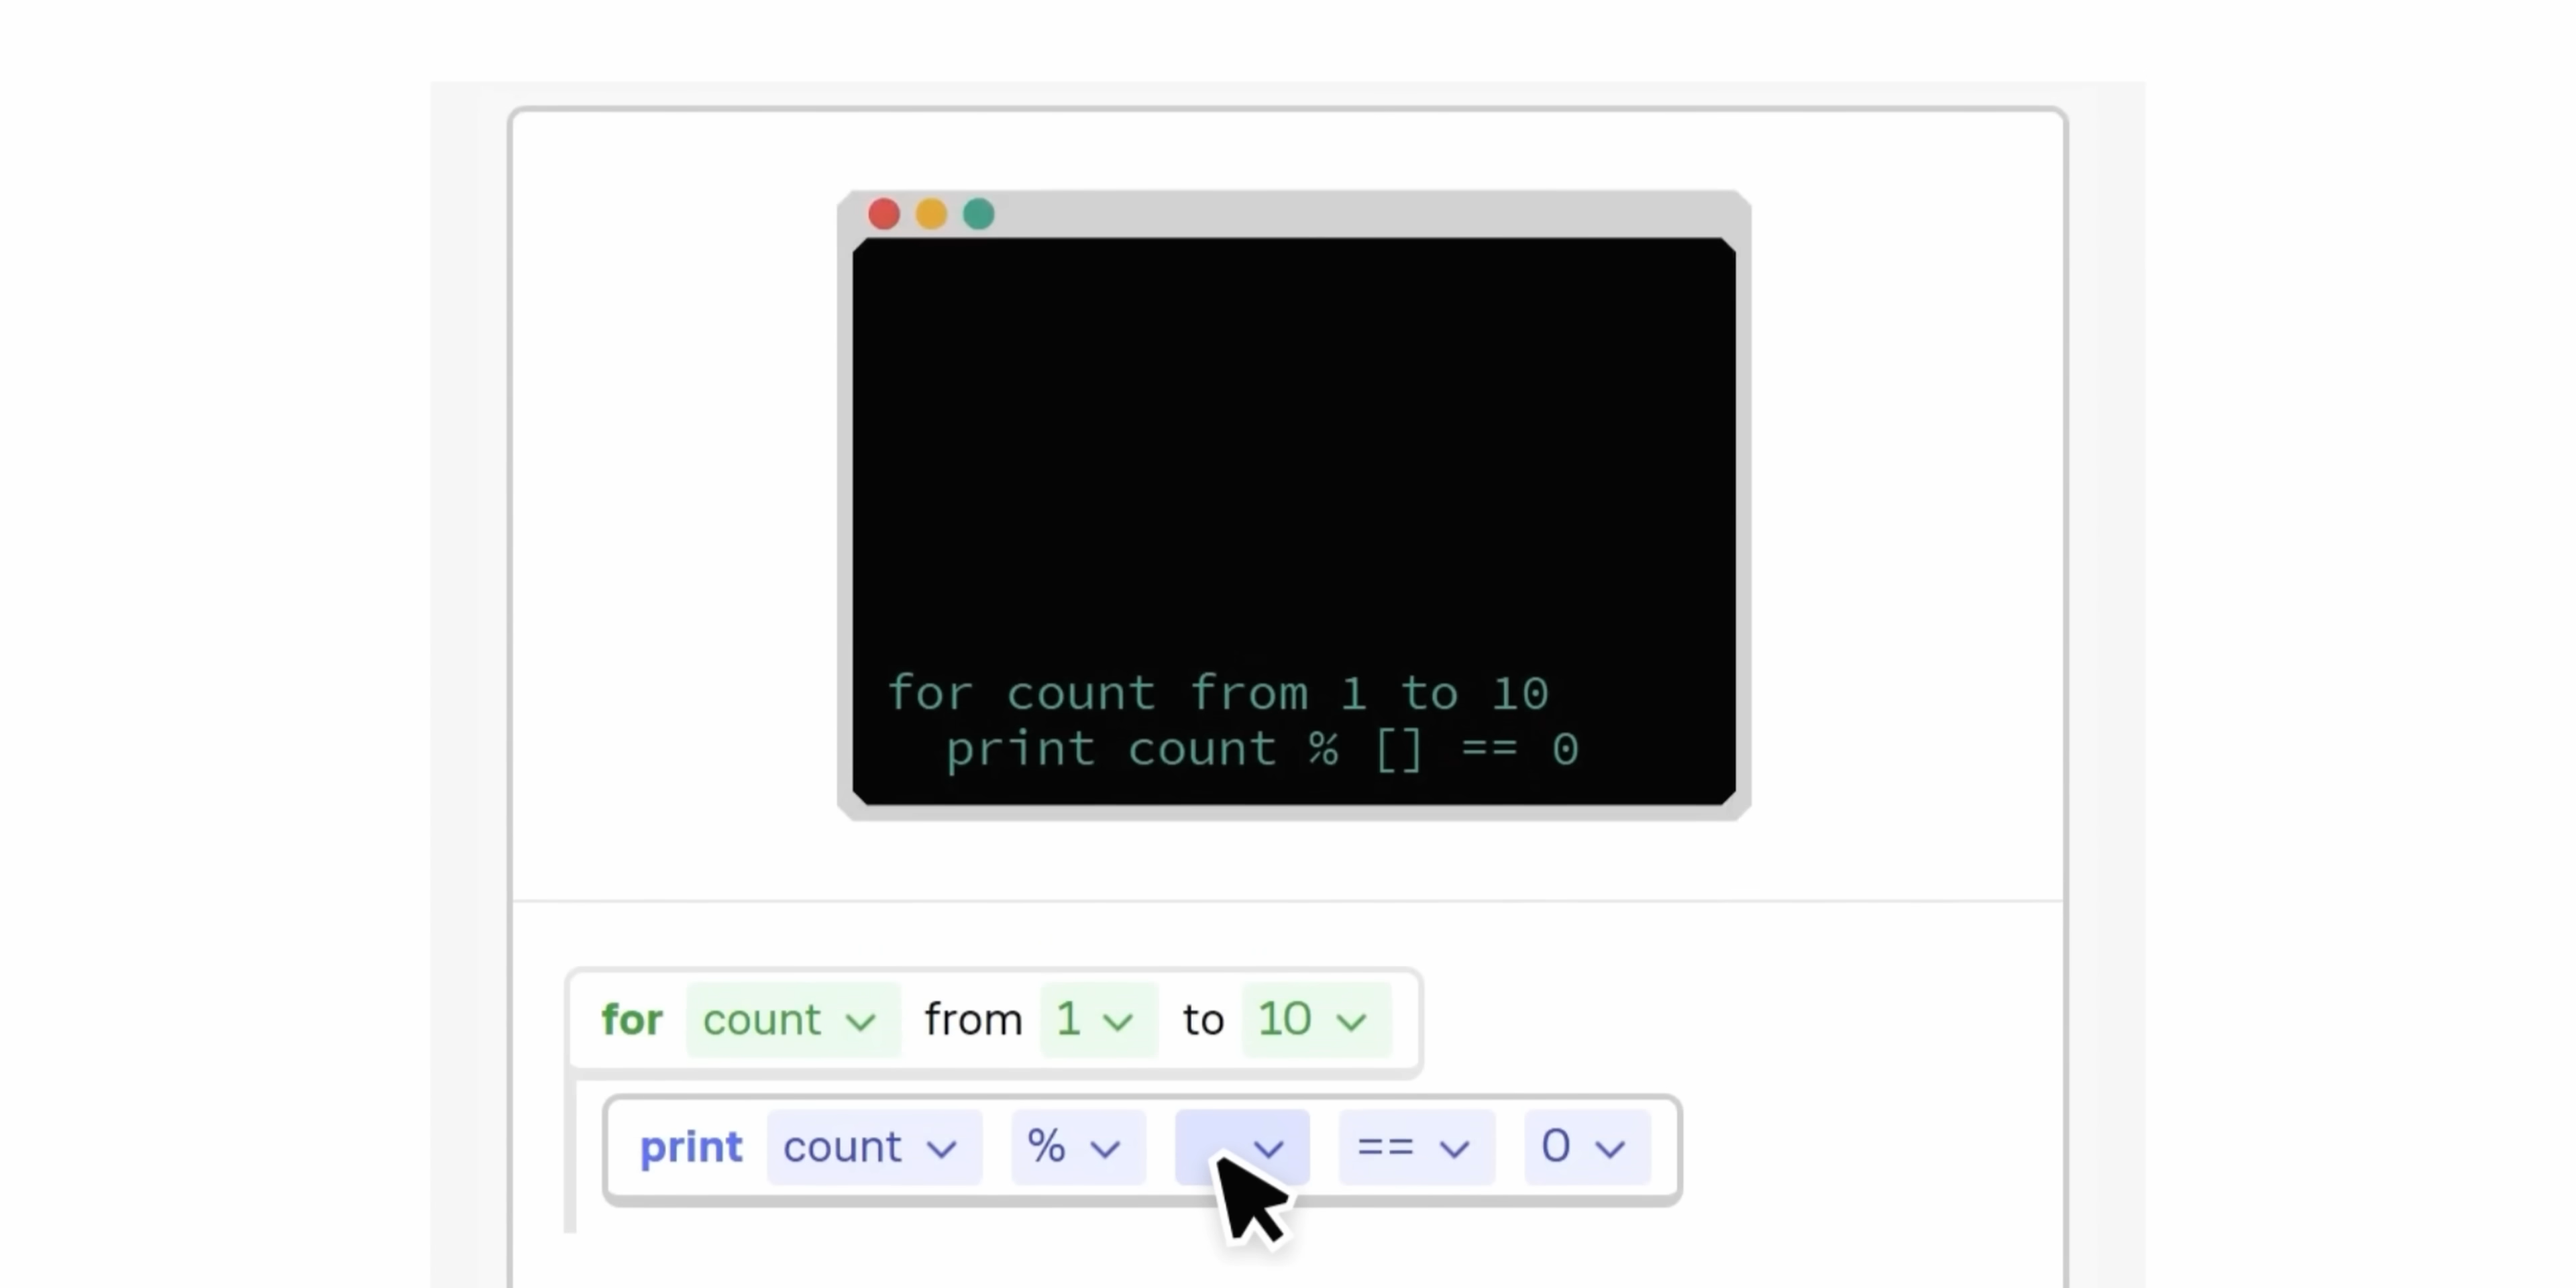 for count from 1 to 10
print count % [] == 0
for count from 1 to 10
print count % == 0